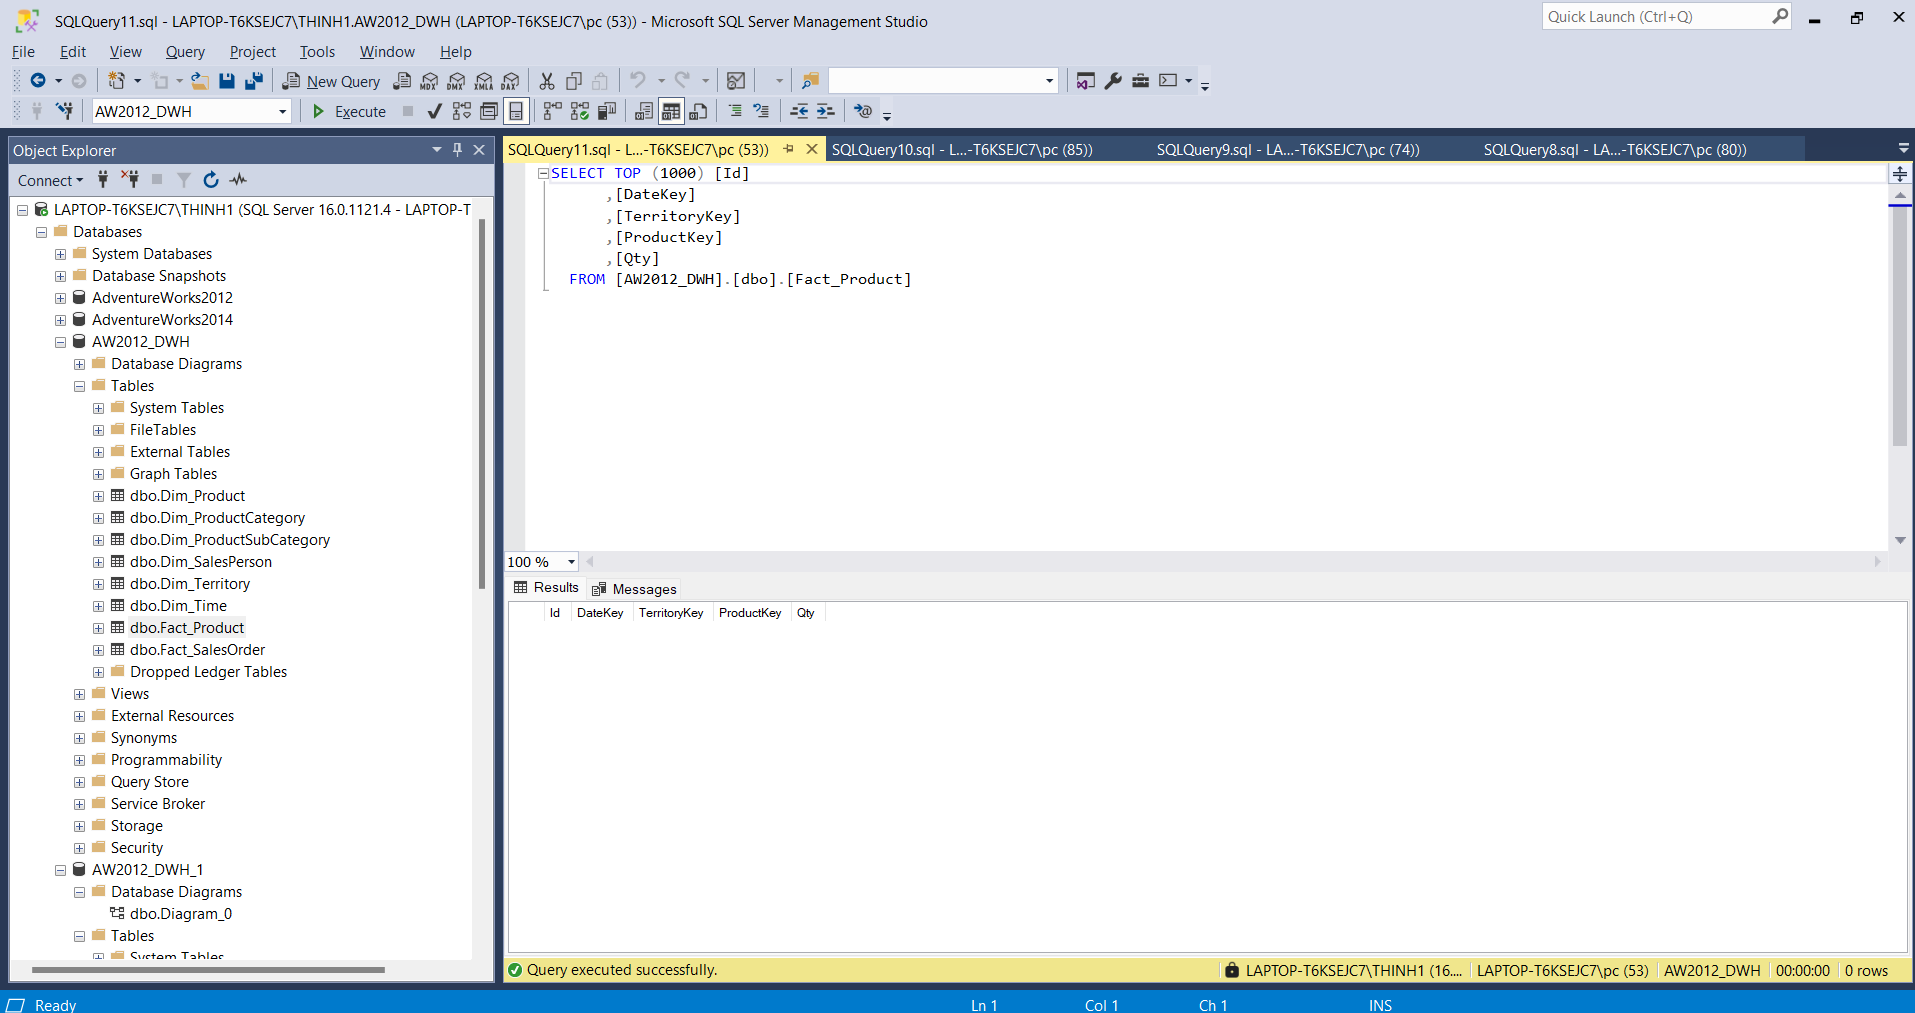 SQLQuery11.sql - LAPTOP-T6KSEJC7\THINH1.AW2012_DWH (LAPTOP-T6KSEJC7\pc (53)) - Microsoft SQL Server Management Studio
Quick Launch (Ctrl+Q)
File Edit View Query Project Tools Window Help
New Query MDX DMX XMLA DAX
AW2012_DWH Execute
Object Explorer
Connect
LAPTOP-T6KSEJC7\THINH1 (SQL Server 16.0.1121.4 - LAPTOP-T
Databases
System Databases
Database Snapshots
AdventureWorks2012
AdventureWorks2014
AW2012_DWH
Database Diagrams
Tables
System Tables
FileTables
External Tables
Graph Tables
dbo.Dim_Product
dbo.Dim_ProductCategory
dbo.Dim_ProductSubCategory
dbo.Dim_SalesPerson
dbo.Dim_Territory
dbo.Dim_Time
dbo.Fact_Product
dbo.Fact_SalesOrder
Dropped Ledger Tables
Views
External Resources
Synonyms
Programmability
Query Store
Service Broker
Storage
Security
AW2012_DWH_1
Database Diagrams
dbo.Diagram_0
Tables
System Tables
SQLQuery11.sql - L...-T6KSEJC7\pc (53)) SQLQuery10.sql - L...-T6KSEJC7\pc (85)) SQLQuery9.sql - LA...-T6KSEJC7\pc (74)) SQLQuery8.sql - LA...-T6KSEJC7\pc (80))
SELECT TOP (1000) [Id]
,[DateKey]
,[TerritoryKey]
,[ProductKey]
,[Qty]
FROM [AW2012_DWH].[dbo].[Fact_Product]
100 %
Results Messages
Id DateKey TerritoryKey ProductKey Qty
Query executed successfully. LAPTOP-T6KSEJC7\THINH1 (16.... LAPTOP-T6KSEJC7\pc (53) AW2012_DWH 00:00:00 0 rows
Ready Ln 1 Col 1 Ch 1 INS